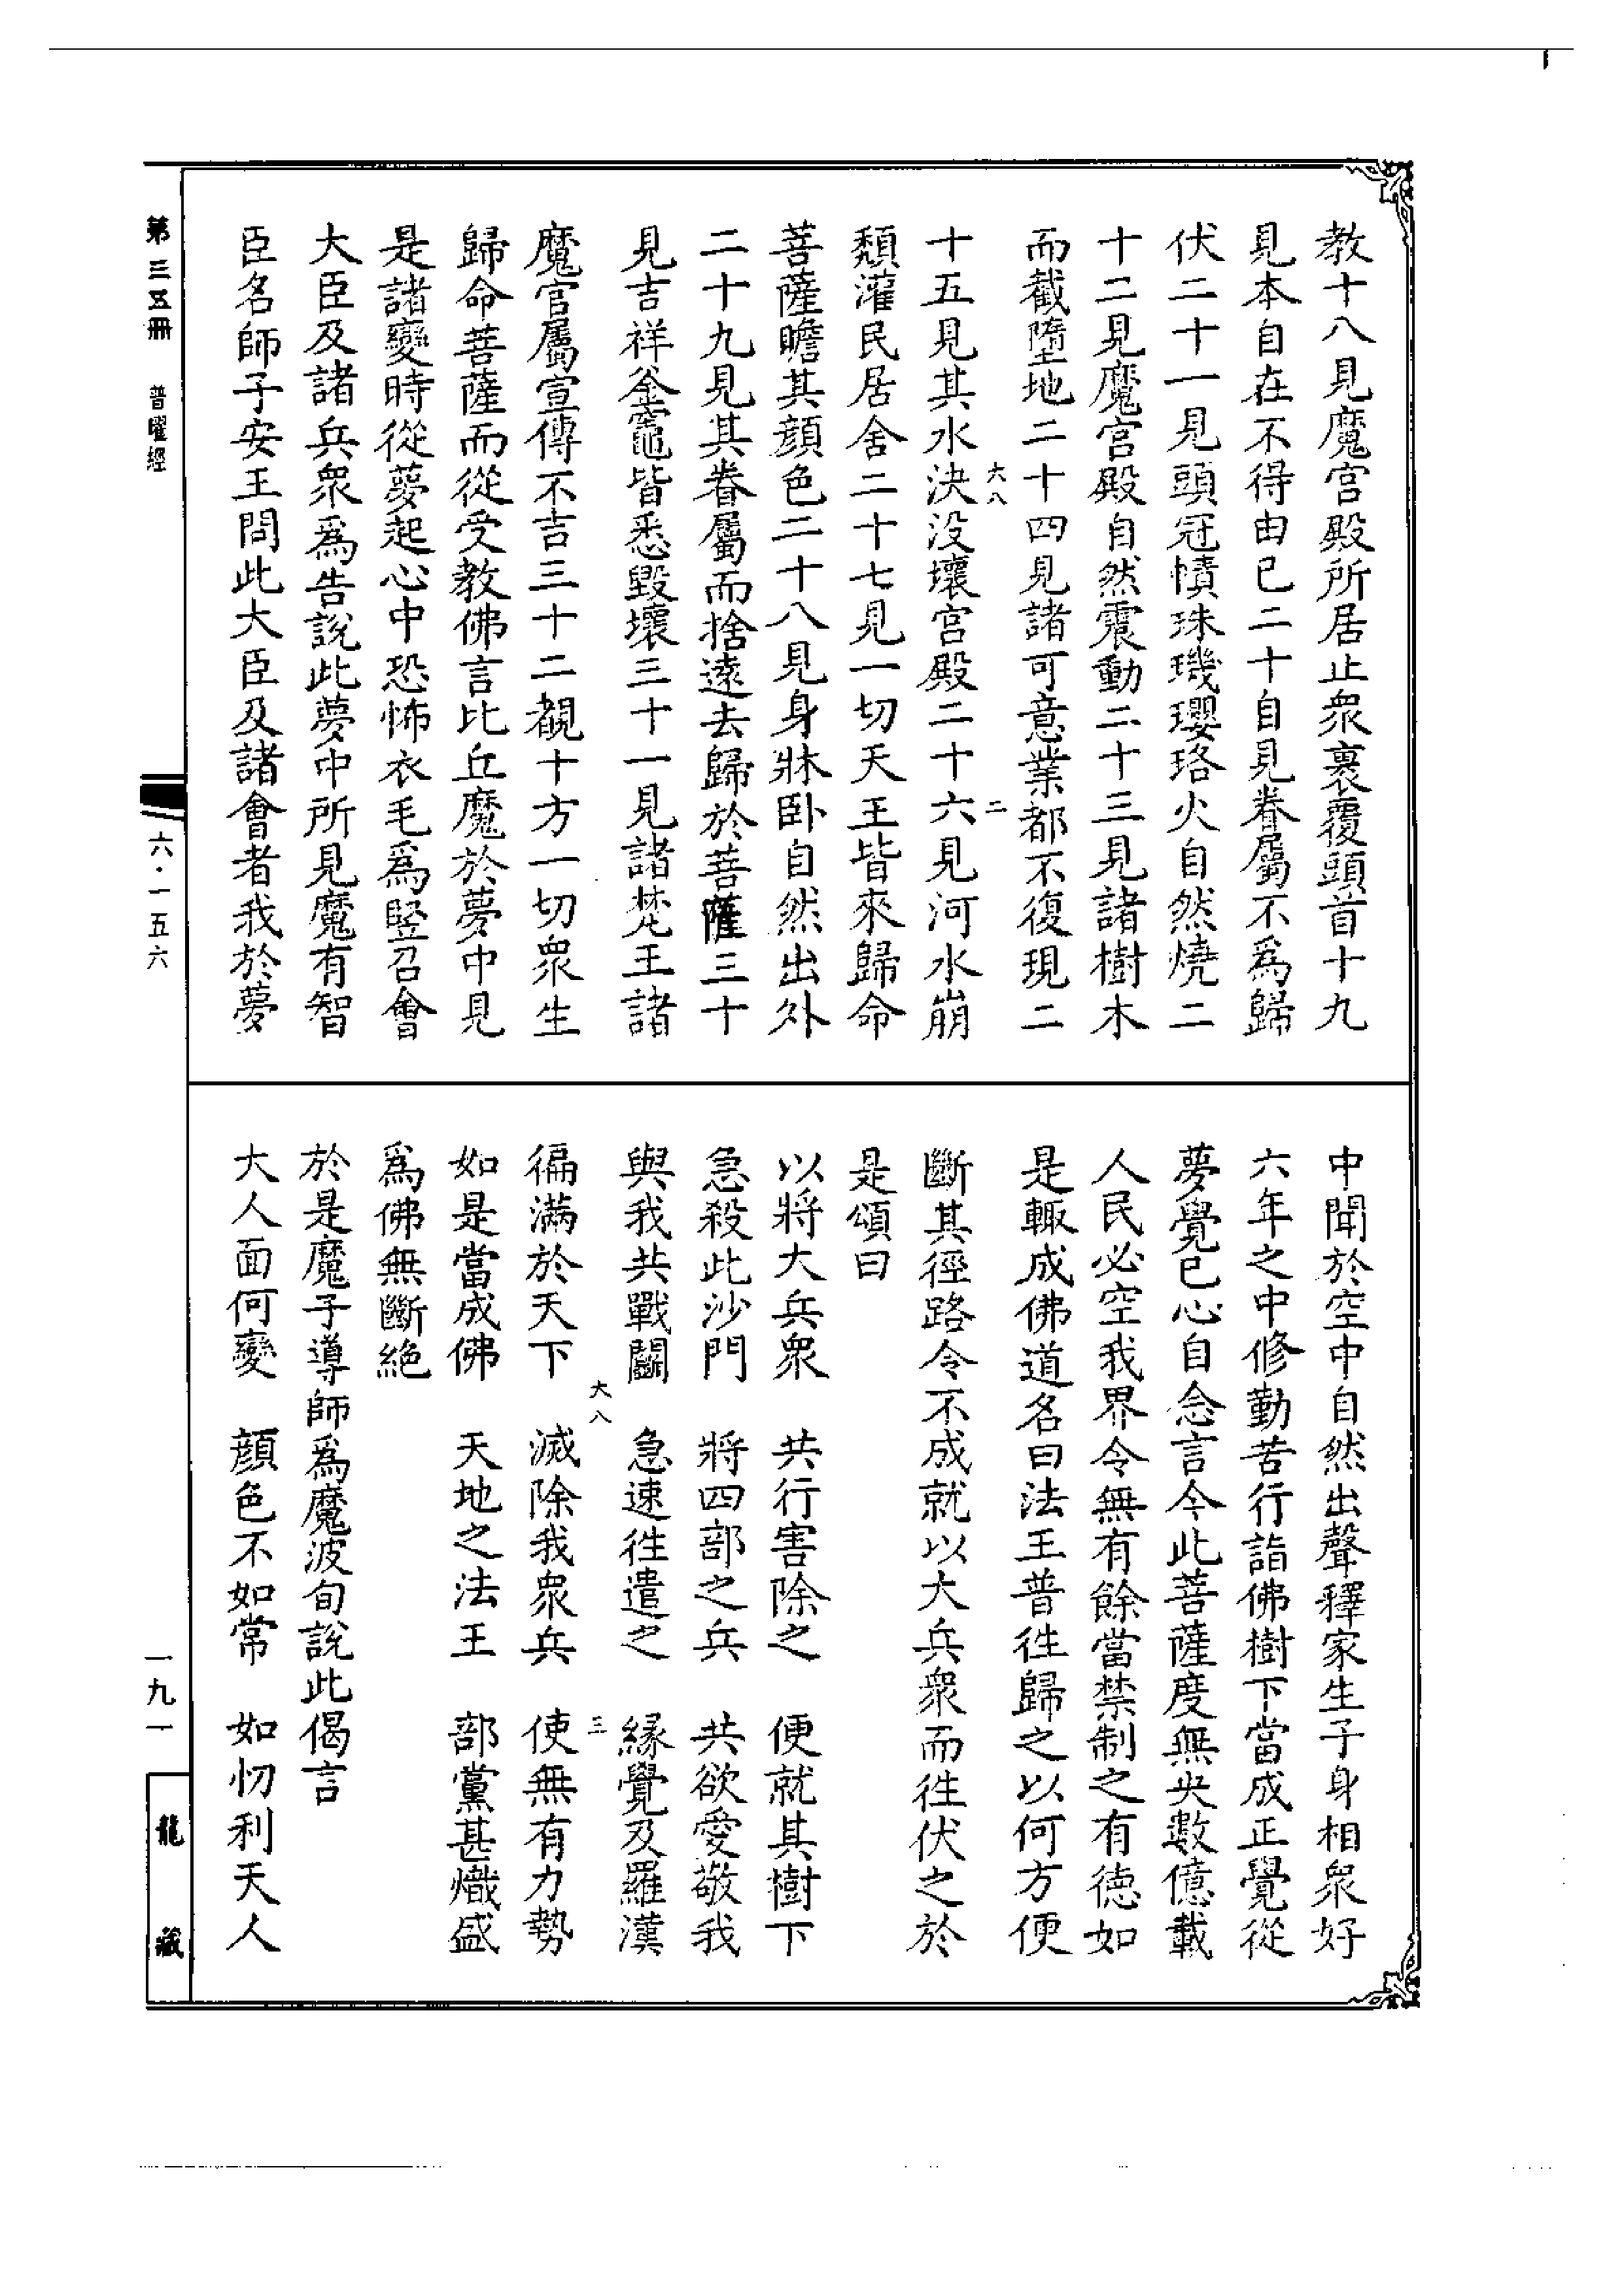 教十八見魔宫殿所居止衆裏覆頭首十九
見本自在不得由已二十自見眷屬不爲歸
伏二十一見頭冠幘珠璣瓔珞火自然燒二
十二見魔宫殿自然震動二十三見諸樹木
而截墮地二十四見諸可意業都不復現二
十五見其水決没壞宫殿二十六見河水崩
六八
二
頹灌民居舍二十七見一切天王皆來歸命
菩薩瞻其顔色二十八見身牀卧自然出外
二十九見其眷屬而捨遠去歸於菩薩三十
見吉祥釜竈皆悉毀壞三十一見諸梵王諸
魔官屬宣傳不吉三十二覩十方一切衆生
歸命菩薩而從受教佛言比丘魔於夢中見
是諸變時從夢起心中恐怖衣毛爲竪召會
大臣及諸兵衆爲告説此夢中所見魔有智
臣名師子安王問此大臣及諸會者我於夢
中聞於空中自然出聲釋家生子身相衆好
六年之中修勤苦行詣佛樹下當成正覺從
夢覺已心自念言今此菩薩度無央數億載
人民必空我界令無有餘當禁制之有德如
是輙成佛道名曰法王普往歸之以何方便
斷其徑路令不成就以大兵衆而往伏之於
是頌曰
以將大兵衆　共行害除之　便就其樹下
急殺此沙門　將四部之兵　共欲愛敬我
與我共戰鬭　急速往遣之　縁覺及羅漢
大八
三
徧滿於天下　滅除我衆兵　使無有力勢
如是當成佛　天地之法王　部黨甚熾盛
爲佛無斷絶
於是魔子導師爲魔波旬説此偈言
大人面何變　顔色不如常　如忉利天人
第三五冊　普曜經
六·一五六
一九一
龍藏